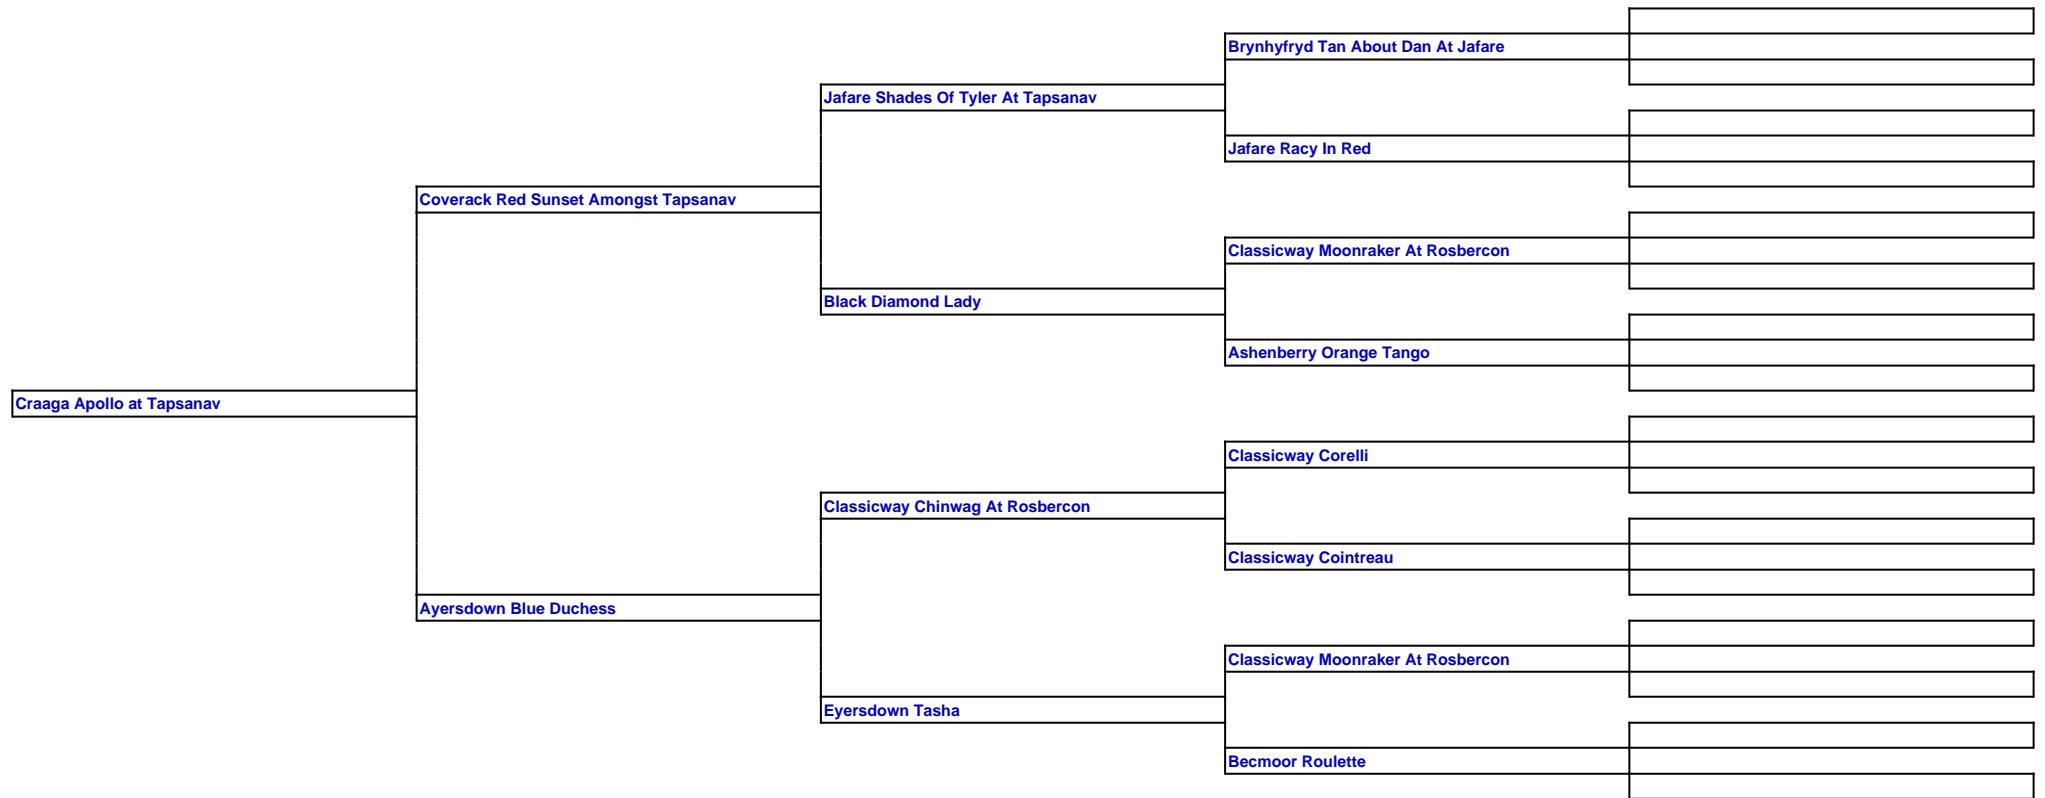 Brynhyfryd Tan About Dan At Jafare
Jafare Shades Of Tyler At Tapsanav
Jafare Racy In Red
Coverack Red Sunset Amongst Tapsanav
Classicway Moonraker At Rosbercon
Black Diamond Lady
Ashenberry Orange Tango
Craaga Apollo at Tapsanav
Classicway Corelli
Classicway Chinwag At Rosbercon
Classicway Cointreau
Ayersdown Blue Duchess
Classicway Moonraker At Rosbercon
Eyersdown Tasha
Becmoor Roulette